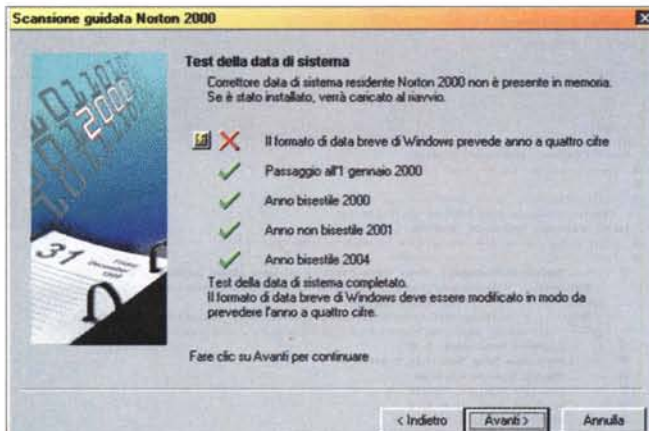 Scansione guidata Norton 2000
Test della data di sistema
Correttore data di sistema residente Norton 2000 non è presente in memoria.
Se è stato installato, verrà caricato al riavvio.
Il formato di data breve di Windows prevede anno a quattro cifre
Passaggio all'1 gennaio 2000
Anno bisestile 2000
Anno non bisestile 2001
Anno bisestile 2004
Test della data di sistema completato.
Il formato di data breve di Windows deve essere modificato in modo da
prevedere l'anno a quattro cifre.
Fare clic su Avanti per continuare
< Indietro
Avanti >
Annulla
2000
31